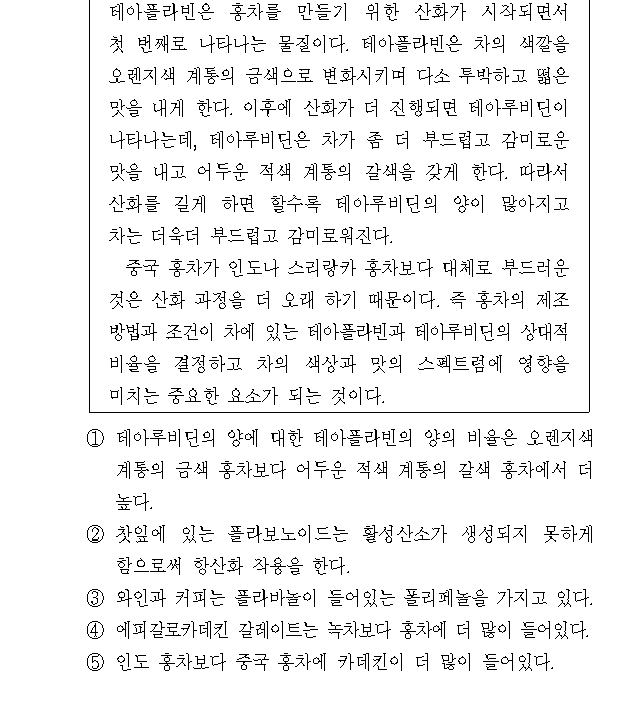 테아플라빈은 홍차를 만들기 위한 산화가 시작되면서
첫 번째로 나타나는 물질이다. 테아플라빈은 차의 색깔을
오렌지색 계통의 금색으로 변화시키며 다소 투박하고 떫은
맛을 내게 한다. 이후에 산화가 더 진행되면 테아루비딘이
나타나는데, 테아루비딘은 차가 좀 더 부드럽고 감미로운
맛을 내고 어두운 적색 계통의 갈색을 갖게 한다. 따라서
산화를 길게 하면 할수록 테아루비딘의 양이 많아지고
차는 더욱더 부드럽고 감미로워진다.
중국 홍차가 인도나 스리랑카 홍차보다 대체로 부드러운
것은 산화 과정을 더 오래 하기 때문이다. 즉 홍차의 제조
방법과 조건이 차에 있는 테아플라빈과 테아루비딘의 상대적
비율을 결정하고 차의 색상과 맛의 스펙트럼에 영향을
미치는 중요한 요소가 되는 것이다.
① 테아루비딘의 양에 대한 테아플라빈의 양의 비율은 오렌지색
계통의 금색 홍차보다 어두운 적색 계통의 갈색 홍차에서 더
높다.
② 찻잎에 있는 플라보노이드는 활성산소가 생성되지 못하게
함으로써 항산화 작용을 한다.
③ 와인과 커피는 플라바놀이 들어있는 폴리페놀을 가지고 있다.
④ 에피갈로카데킨 갈레이트는 녹차보다 홍차에 더 많이 들어있다.
⑤ 인도 홍차보다 중국 홍차에 카데킨이 더 많이 들어있다.